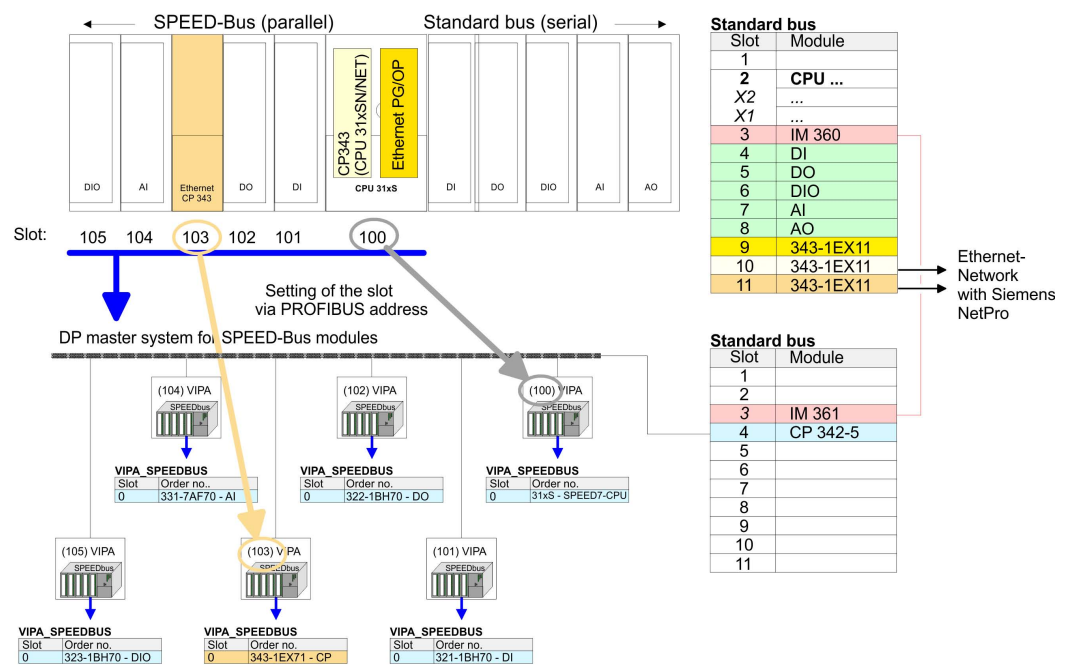 SPEED-Bus (parallel) Standard bus (serial)
DIO AI Ethernet CP 343 DO DI CPU 31xS DI DO DIO AI AO
CP343
(CPU 31xSN/NET)
Ethernet PG/OP
Slot: 105 104 103 102 101 100
Setting of the slot
via PROFIBUS address
DP master system for SPEED-Bus modules
(104) VIPA
SPEEDbus
VIPA_SPEEDBUS
Slot Order no..
0 331-7AF70 - AI
(102) VIPA
SPEEDbus
VIPA_SPEEDBUS
Slot Order no.
0 322-1BH70 - DO
(100) VIPA
SPEEDbus
VIPA_SPEEDBUS
Slot Order no.
0 31xS - SPEED7-CPU
(105) VIPA
SPEEDbus
VIPA_SPEEDBUS
Slot Order no.
0 323-1BH70 - DIO
(103) VIPA
SPEEDbus
VIPA_SPEEDBUS
Slot Order no.
0 343-1EX71 - CP
(101) VIPA
SPEEDbus
VIPA_SPEEDBUS
Slot Order no.
0 321-1BH70 - DI
Standard bus
Slot Module
1
2 CPU ...
X2 ...
X1 ...
3 IM 360
4 DI
5 DO
6 DIO
7 AI
8 AO
9 343-1EX11
10 343-1EX11
11 343-1EX11
Ethernet-
Network
with Siemens
NetPro
Standard bus
Slot Module
1
2
3 IM 361
4 CP 342-5
5
6
7
8
9
10
11